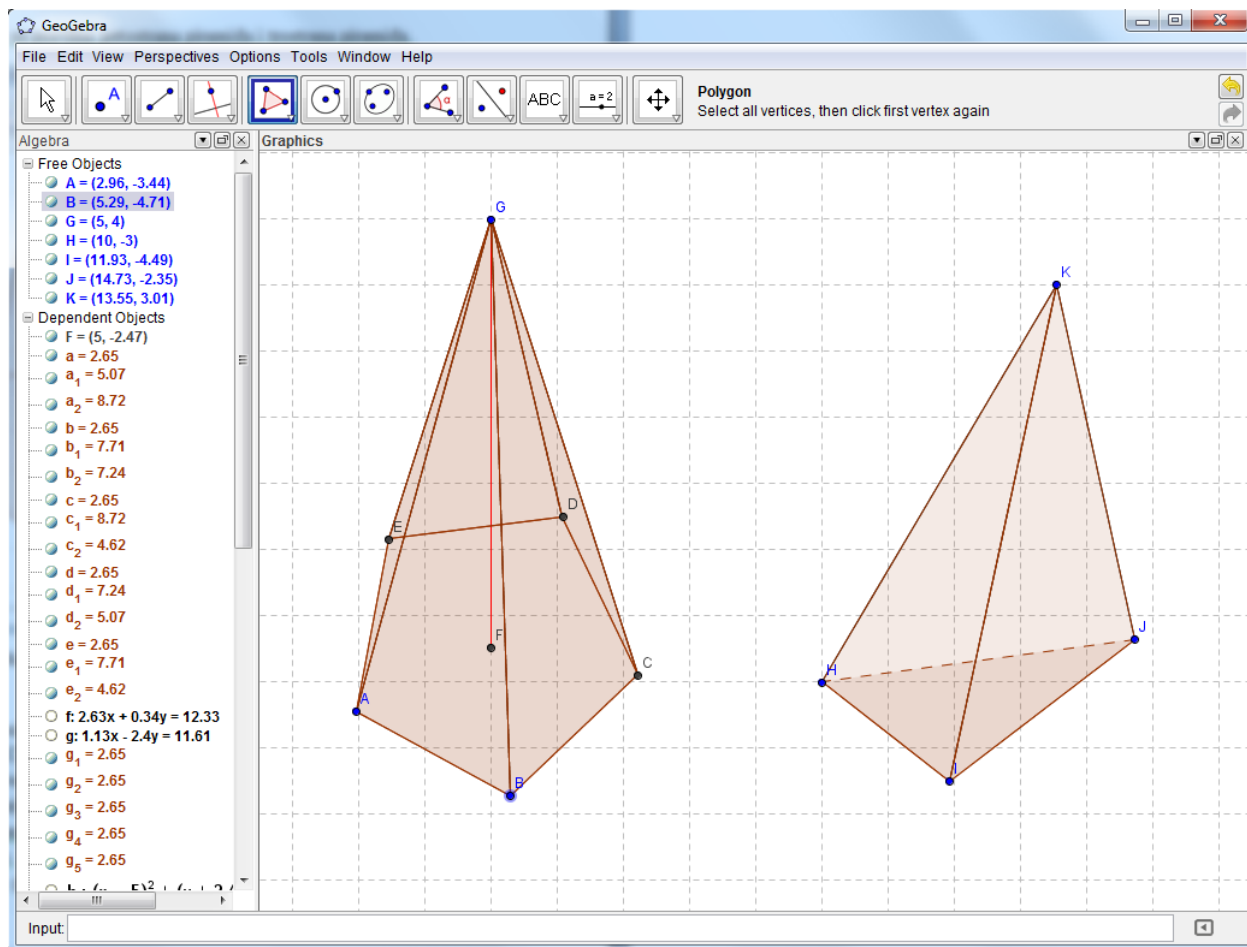 GeoGebra
File Edit View Perspectives Options Tools Window Help
A
α
ABC
a=2
Polygon
Select all vertices, then click first vertex again
Algebra
Graphics
Free Objects
A = (2.96, -3.44)
B = (5.29, -4.71)
G = (5, 4)
H = (10, -3)
I = (11.93, -4.49)
J = (14.73, -2.35)
K = (13.55, 3.01)
Dependent Objects
F = (5, -2.47)
a = 2.65
a₁ = 5.07
a₂ = 8.72
b = 2.65
b₁ = 7.71
b₂ = 7.24
c = 2.65
c₁ = 8.72
c₂ = 4.62
d = 2.65
d₁ = 7.24
d₂ = 5.07
e = 2.65
e₁ = 7.71
e₂ = 4.62
f: 2.63x + 0.34y = 12.33
g: 1.13x - 2.4y = 11.61
g₁ = 2.65
g₂ = 2.65
g₃ = 2.65
g₄ = 2.65
g₅ = 2.65
G
K
D
E
F
J
C
H
A
I
B
Input: